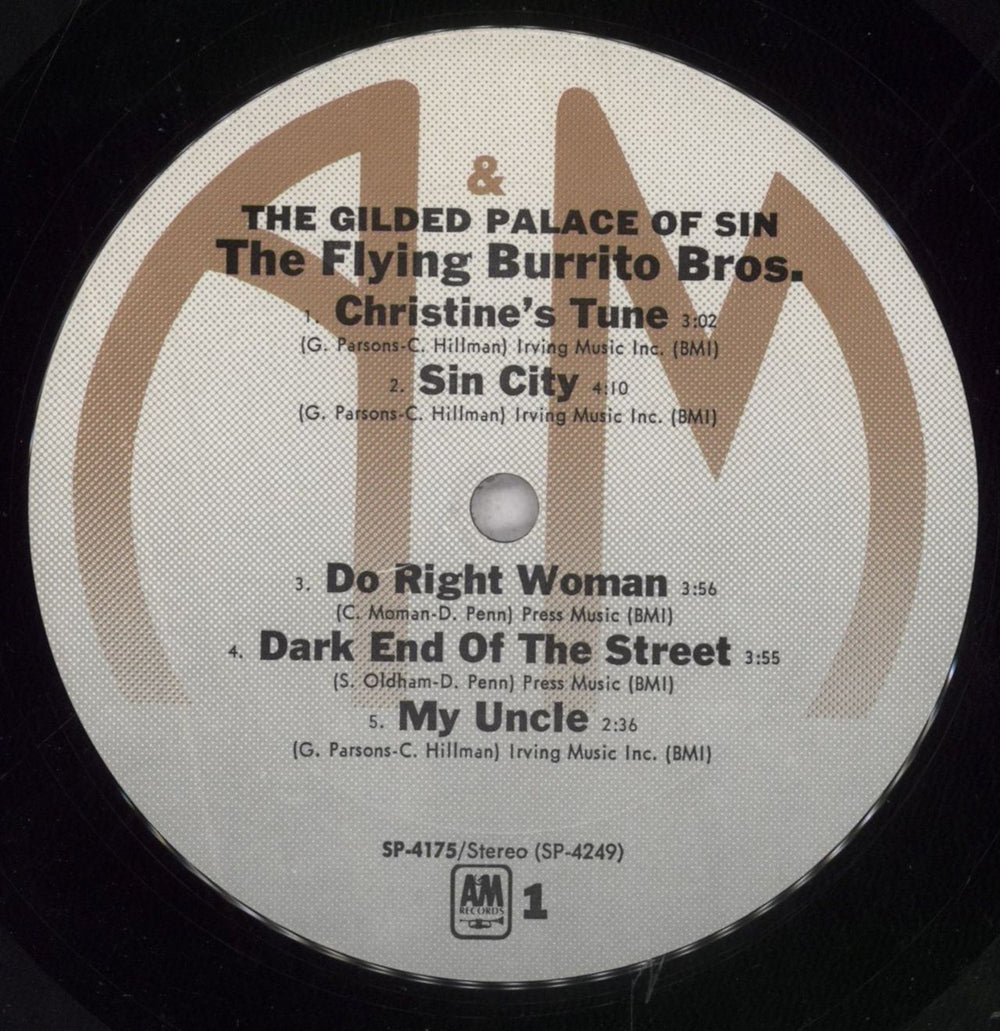 &
THE GILDED PALACE OF SIN
The Flying Burrito Bros.
1. Christine's Tune 3:02
(G. Parsons-C. Hillman) Irving Music Inc. (BMI)
2. Sin City 4:10
(G. Parsons-C. Hillman) Irving Music Inc. (BMI)
3. Do Right Woman 3:56
(C. Moman-D. Penn) Press Music (BMI)
4. Dark End Of The Street 3:55
(S. Oldham-D. Penn) Press Music (BMI)
5. My Uncle 2:36
(G. Parsons-C. Hillman) Irving Music Inc. (BMI)
SP-4175/Stereo (SP-4249)
A&M
RECORDS
1